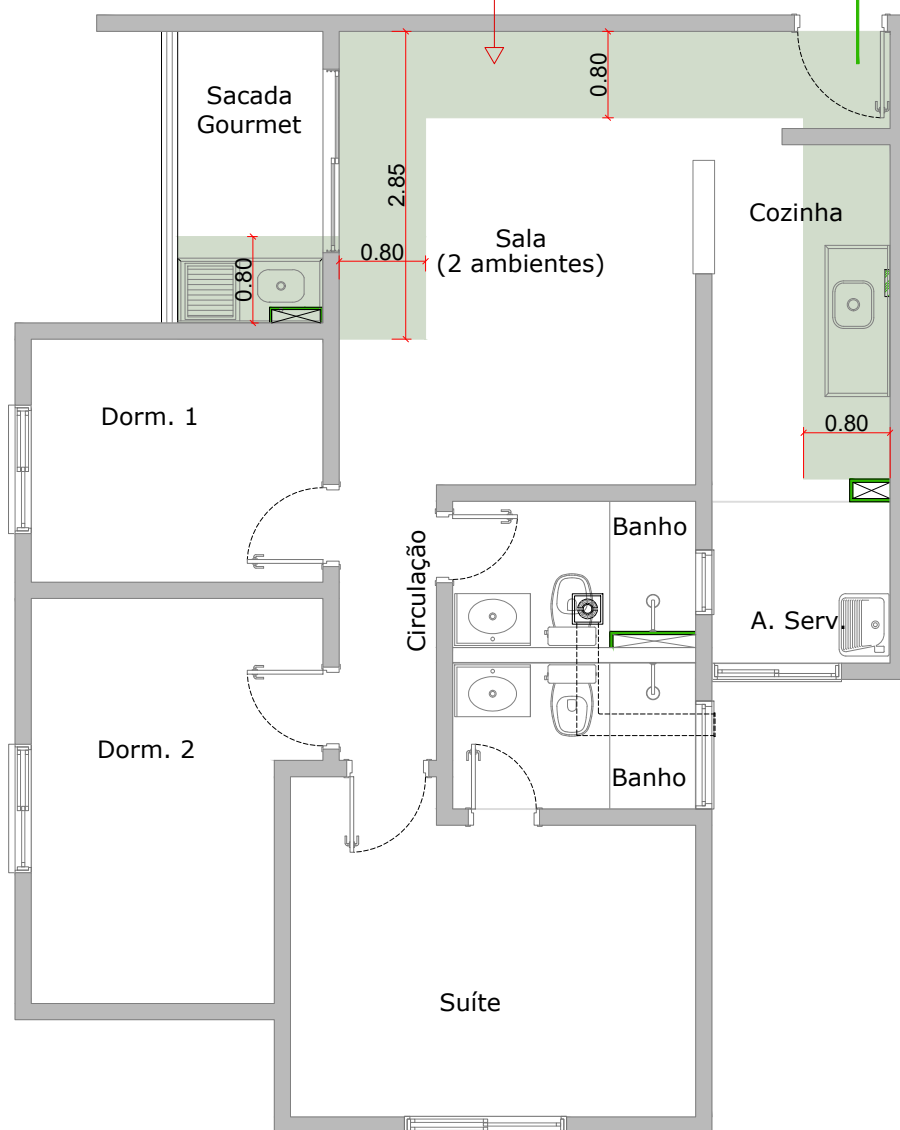 Sacada
Gourmet
0.80
2.85
0.80
0.80
Sala
(2 ambientes)
Cozinha
0.80
Dorm. 1
Circulação
Banho
A. Serv.
Dorm. 2
Banho
Suíte